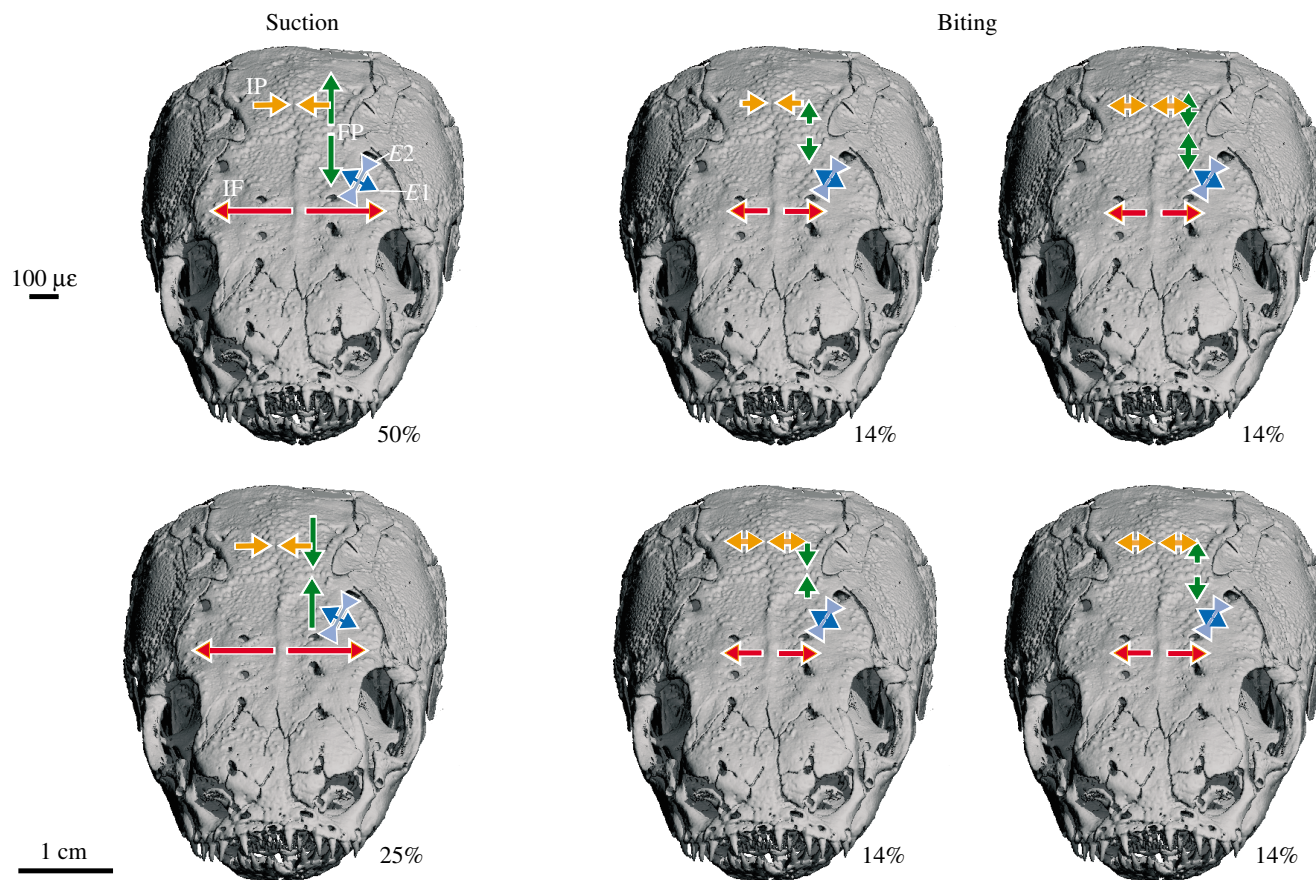 Suction
Biting
IP
FP
E2
E1
IF
100 µε
50%
14%
14%
1 cm
25%
14%
14%